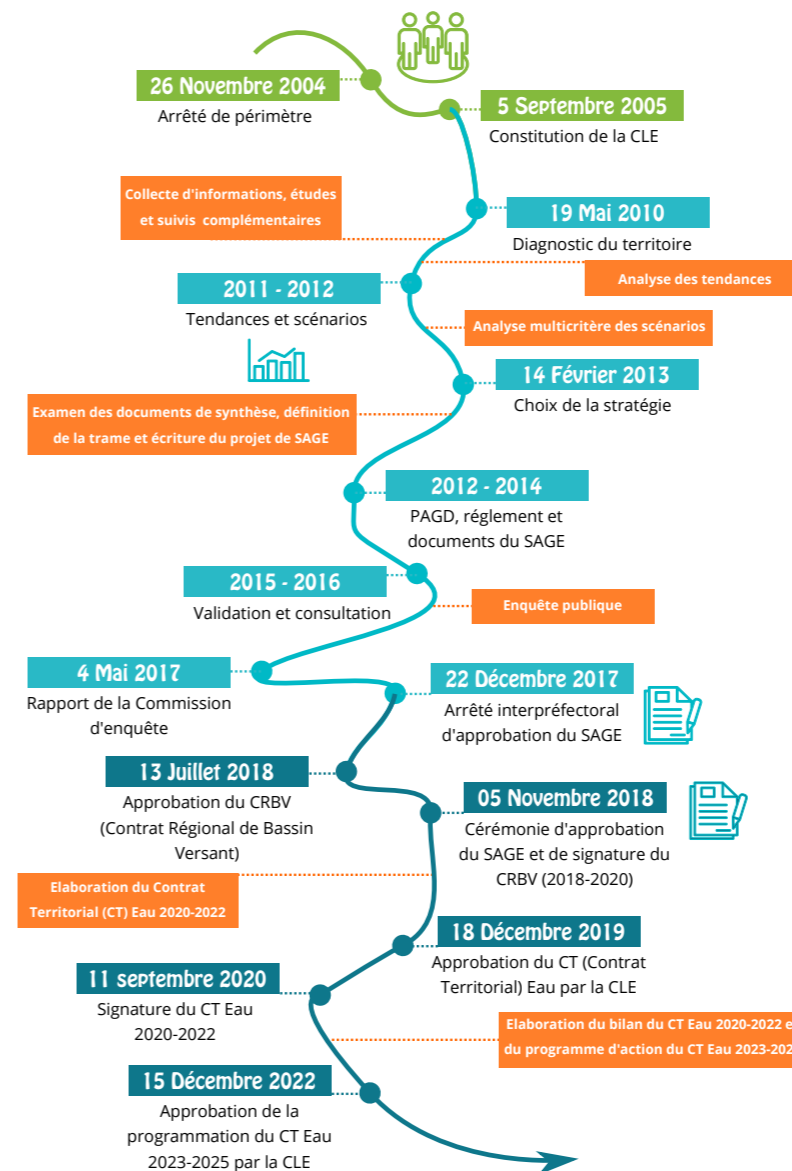 26 Novembre 2004
Arrêté de périmètre
5 Septembre 2005
Constitution de la CLE
Collecte d'informations, études
et suivis complémentaires
19 Mai 2010
Diagnostic du territoire
Analyse des tendances
2011 - 2012
Tendances et scénarios
Analyse multicritère des scénarios
14 Février 2013
Choix de la stratégie
Examen des documents de synthèse, définition
de la trame et écriture du projet de SAGE
2012 - 2014
PAGD, réglement et
documents du SAGE
2015 - 2016
Validation et consultation
Enquête publique
4 Mai 2017
Rapport de la Commission
d'enquête
22 Décembre 2017
Arrêté interpréfectoral
d'approbation du SAGE
13 Juillet 2018
Approbation du CRBV
(Contrat Régional de Bassin
Versant)
05 Novembre 2018
Cérémonie d'approbation
du SAGE et de signature du
CRBV (2018-2020)
Elaboration du Contrat
Territorial (CT) Eau 2020-2022
18 Décembre 2019
Approbation du CT (Contrat
Territorial) Eau par la CLE
11 septembre 2020
Signature du CT Eau
2020-2022
Elaboration du bilan du CT Eau 2020-2022
du programme d'action du CT Eau
15 Décembre 2022
Approbation de la
programmation du CT Eau
2023-2025 par la CLE